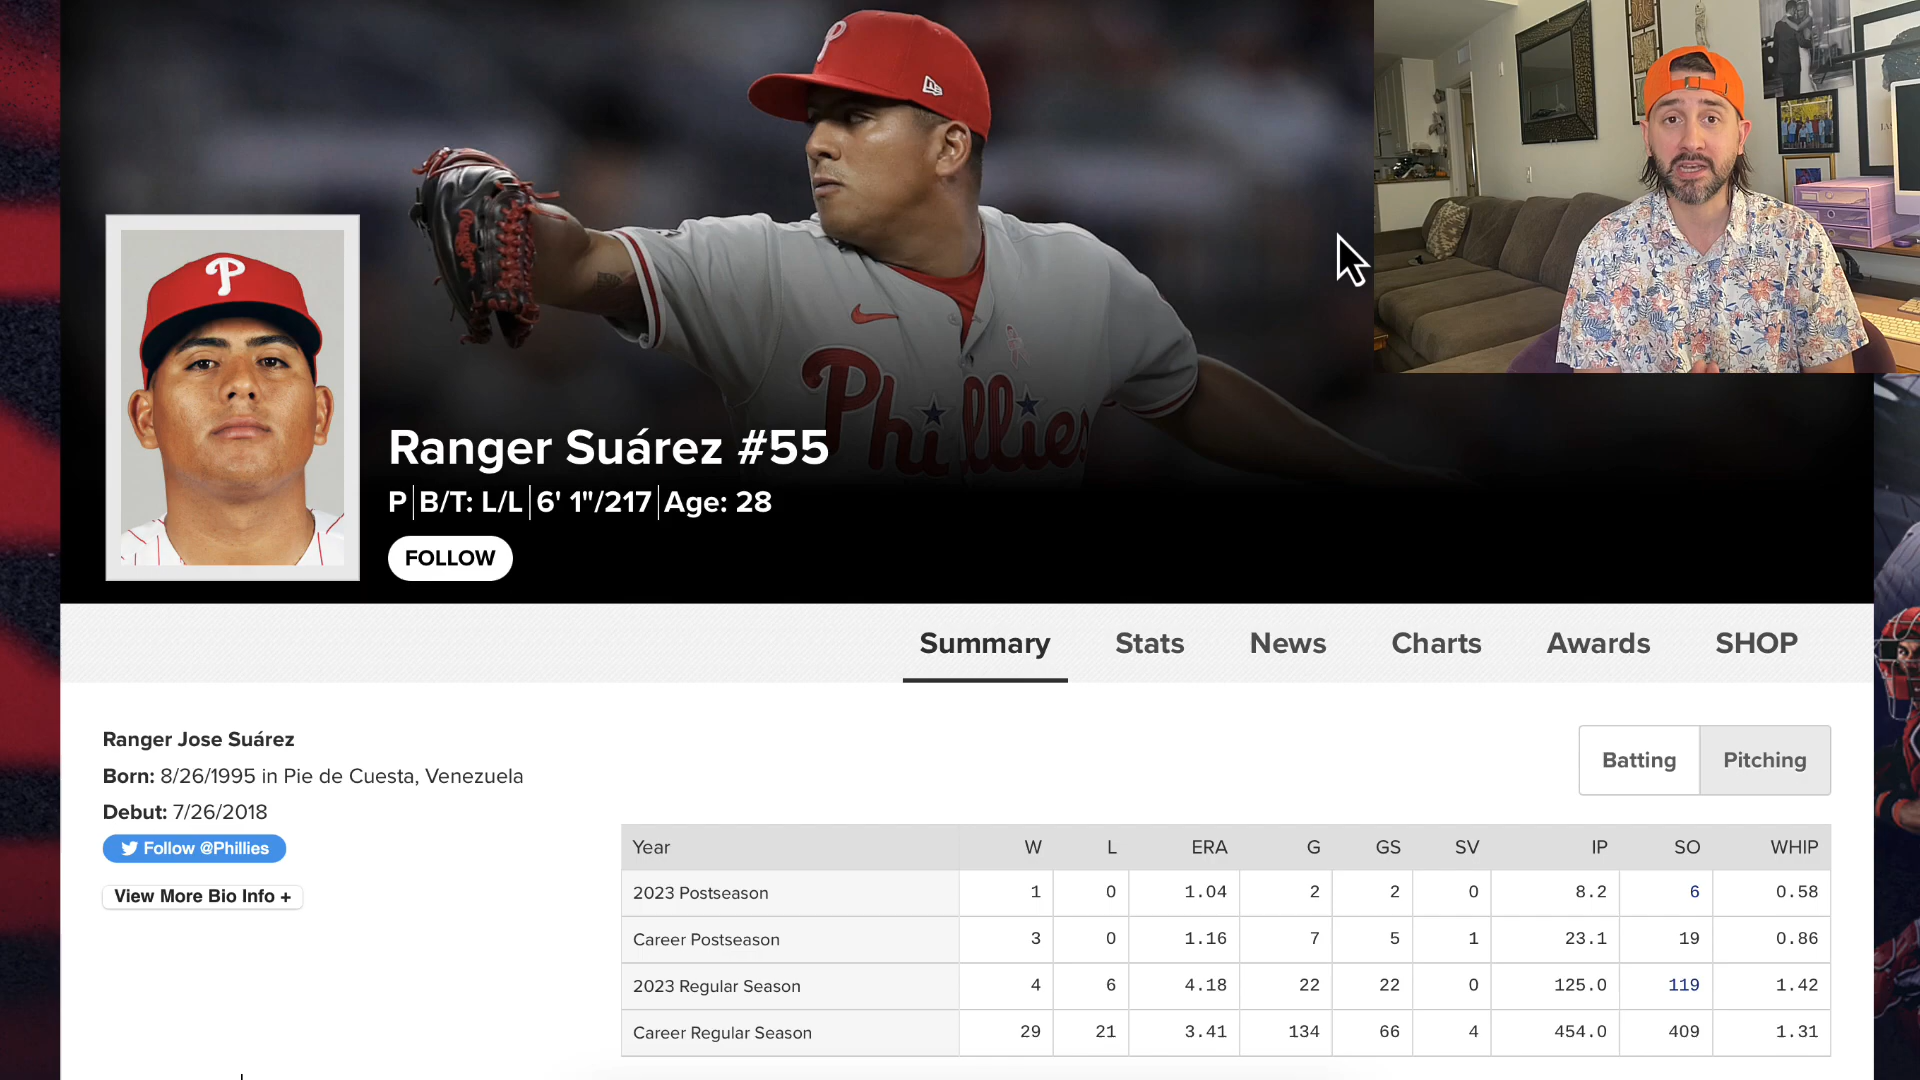 P
Phillies
P
Ranger Suárez #55
P B/T: L/L 6' 1"/217 Age: 28
FOLLOW
Summary Stats News Charts Awards SHOP
Ranger Jose Suárez
Born: 8/26/1995 in Pie de Cuesta, Venezuela
Debut: 7/26/2018
Follow @Phillies
View More Bio Info +
Batting Pitching
Year W L ERA G GS SV IP SO WHIP
2023 Postseason 1 0 1.04 2 2 0 8.2 6 0.58
Career Postseason 3 0 1.16 7 5 1 23.1 19 0.86
2023 Regular Season 4 6 4.18 22 22 0 125.0 119 1.42
Career Regular Season 29 21 3.41 134 66 4 454.0 409 1.31